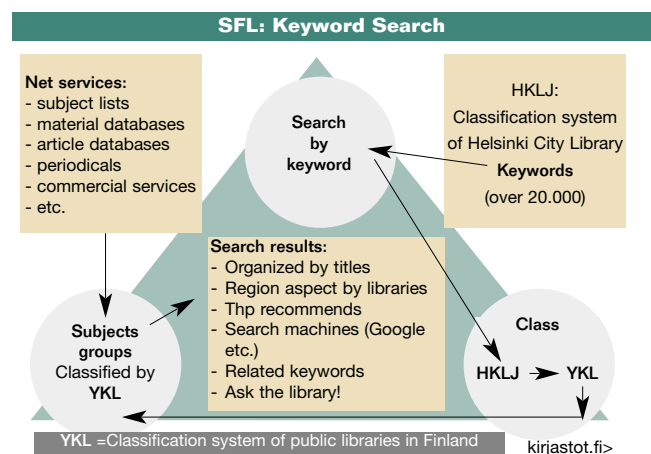 SFL: Keyword Search
Net services:
- subject lists
- material databases
- article databases
- periodicals
- commercial services
- etc.
Search
by
keyword
HKLJ:
Classification system
of Helsinki City Library
Keywords
(over 20.000)
Search results:
- Organized by titles
- Region aspect by libraries
- Thp recommends
- Search machines (Google
etc.)
- Related keywords
- Ask the library!
Subjects
groups
Classified by
YKL
Class
HKLJ
YKL
YKL =Classification system of public libraries in Finland
kirjastot.fi>